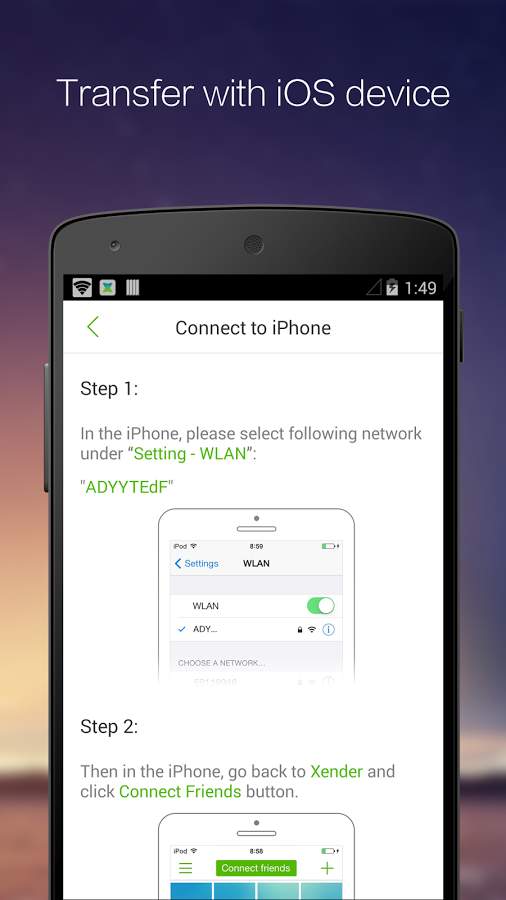 Transfer with iOS device
1:49
Connect to iPhone
Step 1:
In the iPhone, please select following network
under “Setting - WLAN”:
"ADYYTEdF"
iPod 8:59
Settings WLAN
WLAN
ADY...
CHOOSE A NETWORK...
Step 2:
Then in the iPhone, go back to Xender and
click Connect Friends button.
iPod 8:58
Connect friends